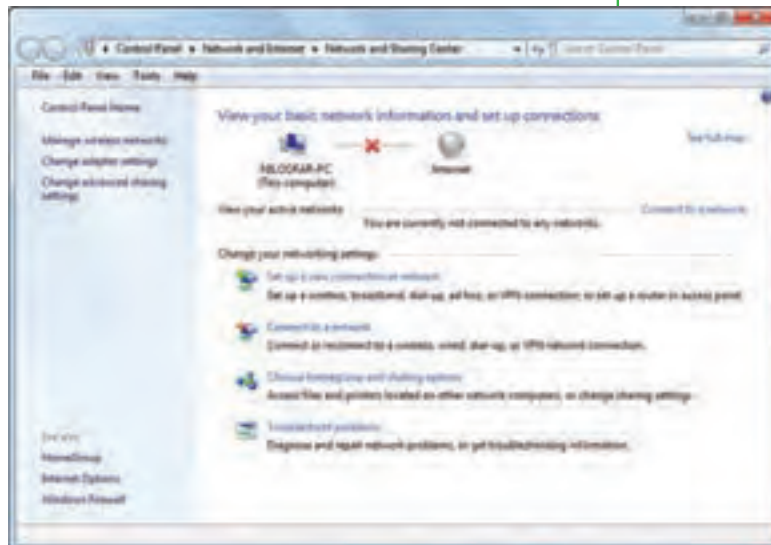 Control Panel ▸ Network and Internet ▸ Network and Sharing Center
Search Control Panel
File Edit View Tools Help
Control Panel Home
Manage wireless networks
Change adapter settings
Change advanced sharing
settings
View your basic network information and set up connections
See full map
(This computer)
Internet
View your active networks
Connect to a network
You are currently not connected to any networks.
Change your networking settings
Set up a new connection or network
Set up a wireless, broadband, dial-up, ad hoc, or VPN connection; or set up a router or access point.
Connect to a network
Connect or reconnect to a wireless, wired, dial-up, or VPN network connection.
Choose homegroup and sharing options
Access files and printers located on other network computers, or change sharing settings.
Troubleshoot problems
Diagnose and repair network problems, or get troubleshooting information.
See also
HomeGroup
Internet Options
Windows Firewall